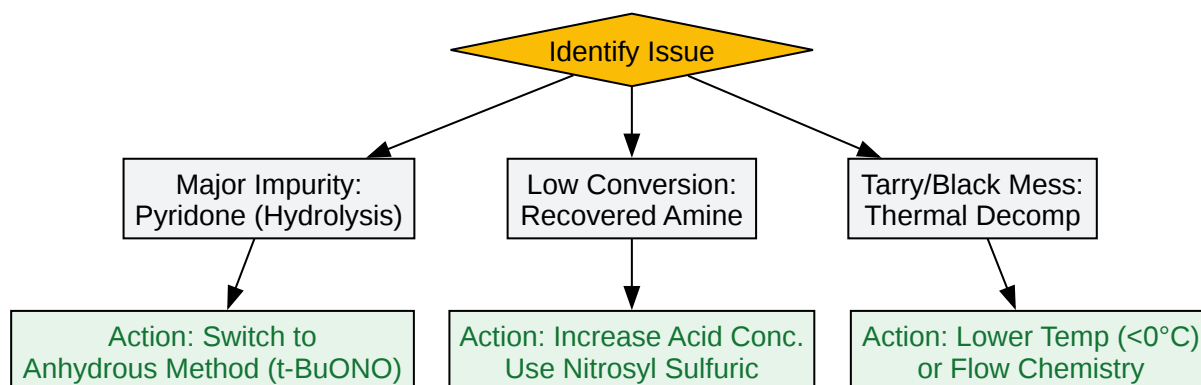 Identify Issue
Major Impurity:
Pyridone (Hydrolysis)
Low Conversion:
Recovered Amine
Tarry/Black Mess:
Thermal Decomp
Action: Switch to
Anhydrous Method (t-BuONO)
Action: Increase Acid Conc.
Use Nitrosyl Sulfuric
Action: Lower Temp (<0°C)
or Flow Chemistry